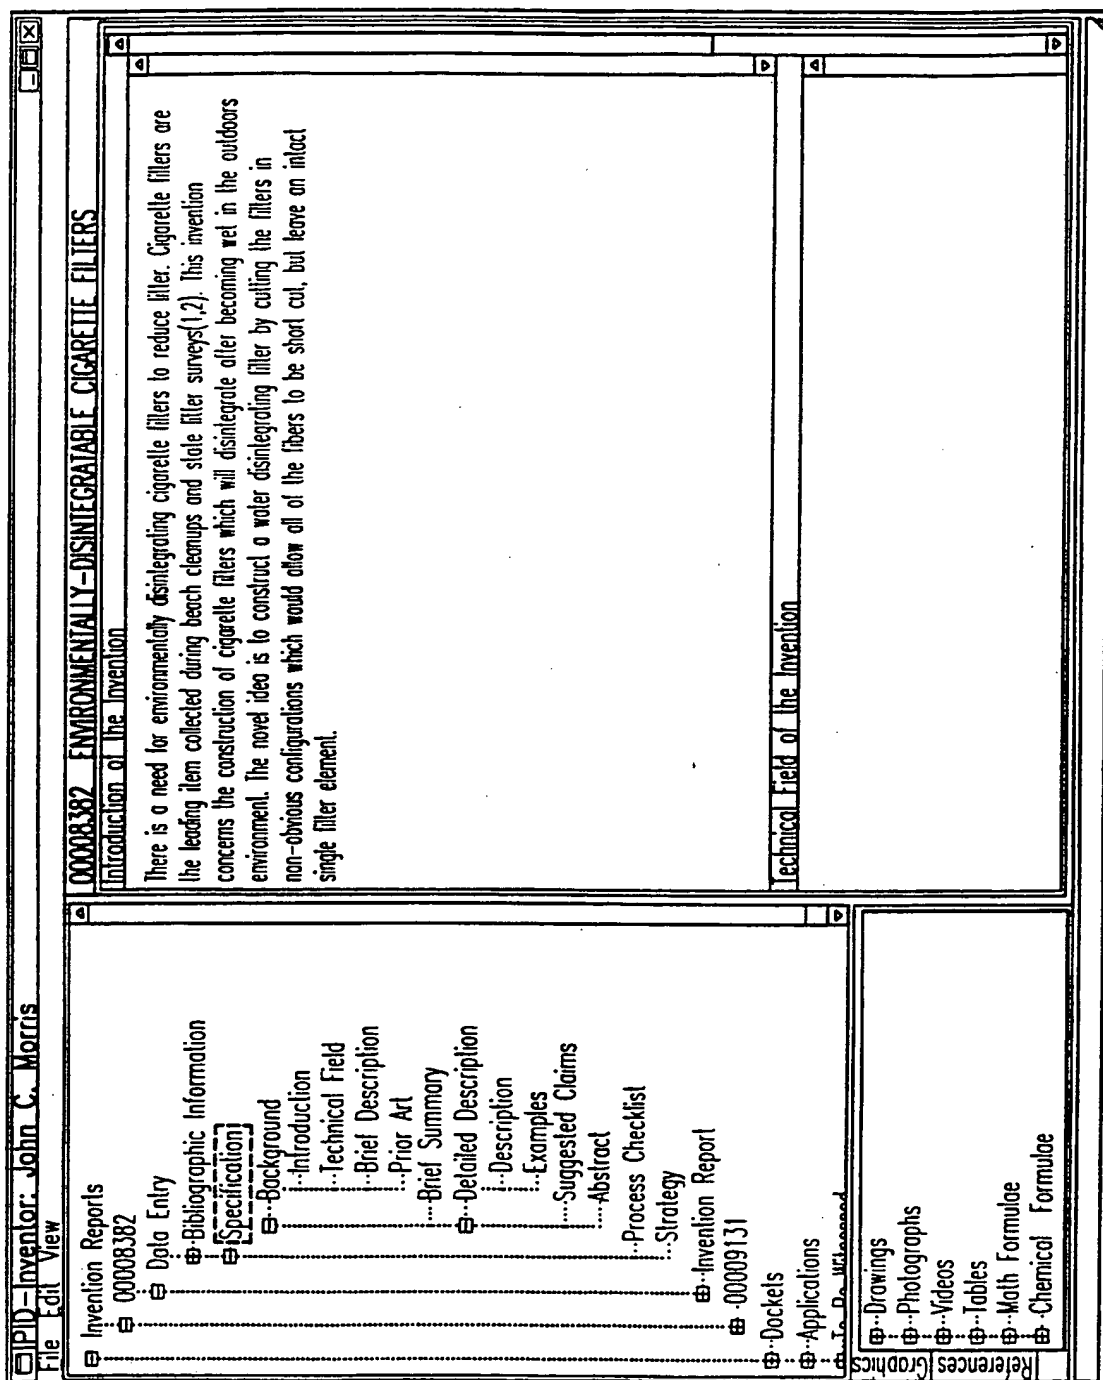 IPID-Inventor: John C. Morris
File Edit View
Invention Reports
00008382
Data Entry
Bibliographic Information
Specification
Background
Introduction
Technical Field
Brief Description
Prior Art
Brief Summary
Detailed Description
Description
Examples
Suggested Claims
Abstract
Process Checklist
Strategy
Invention Report
00009131
Dockets
Applications
To Be Witnessed
Graphics
References
Drawings
Photographs
Videos
Tables
Math Formulae
Chemical Formulae
00008382 ENVIRONMENTALLY-DISINTEGRATABLE CIGARETTE FILTERS
Introduction of the Invention
There is a need for environmentally disintegrating cigarette filters to reduce litter. Cigarette filters are
the leading item collected during beach cleanups and state litter surveys(1,2). This invention
concerns the construction of cigarette filters which will disintegrate after becoming wet in the outdoors
environment. The novel idea is to construct a water disintegrating filter by cutting the filters in
non-obvious configurations which would allow all of the fibers to be short cut, but leave an intact
single filter element.
Technical Field of the Invention